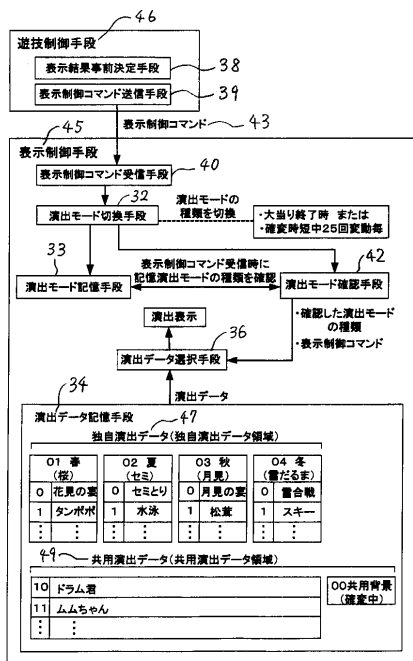 46
遊技制御手段
表示結果事前決定手段
38
表示制御コマンド送信手段
39
表示制御コマンド
43
45
表示制御手段
表示制御コマンド受信手段
40
32
演出モード切換手段
演出モードの
種類を切換
・大当り終了時 または
・確変時短中25回変動毎
33
表示制御コマンド受信時に
記憶演出モードの種類を確認
42
演出モード記憶手段
演出モード確認手段
演出表示
36
・確認した演出モード
の種類
・表示制御コマンド
演出データ選択手段
34
演出データ
演出データ記憶手段
47
独自演出データ(独自演出データ領域)
01 春
(桜)
0 花見の宴
1 タンポポ
02 夏
(セミ)
0 セミとり
1 水泳
03 秋
(月見)
0 月見の宴
1 松茸
04 冬
(雪だるま)
0 雪合戦
1 スキー
49
共用演出データ(共用演出データ領域)
10 ドラム君
11 ムムちゃん
00共用背景
(確変中)